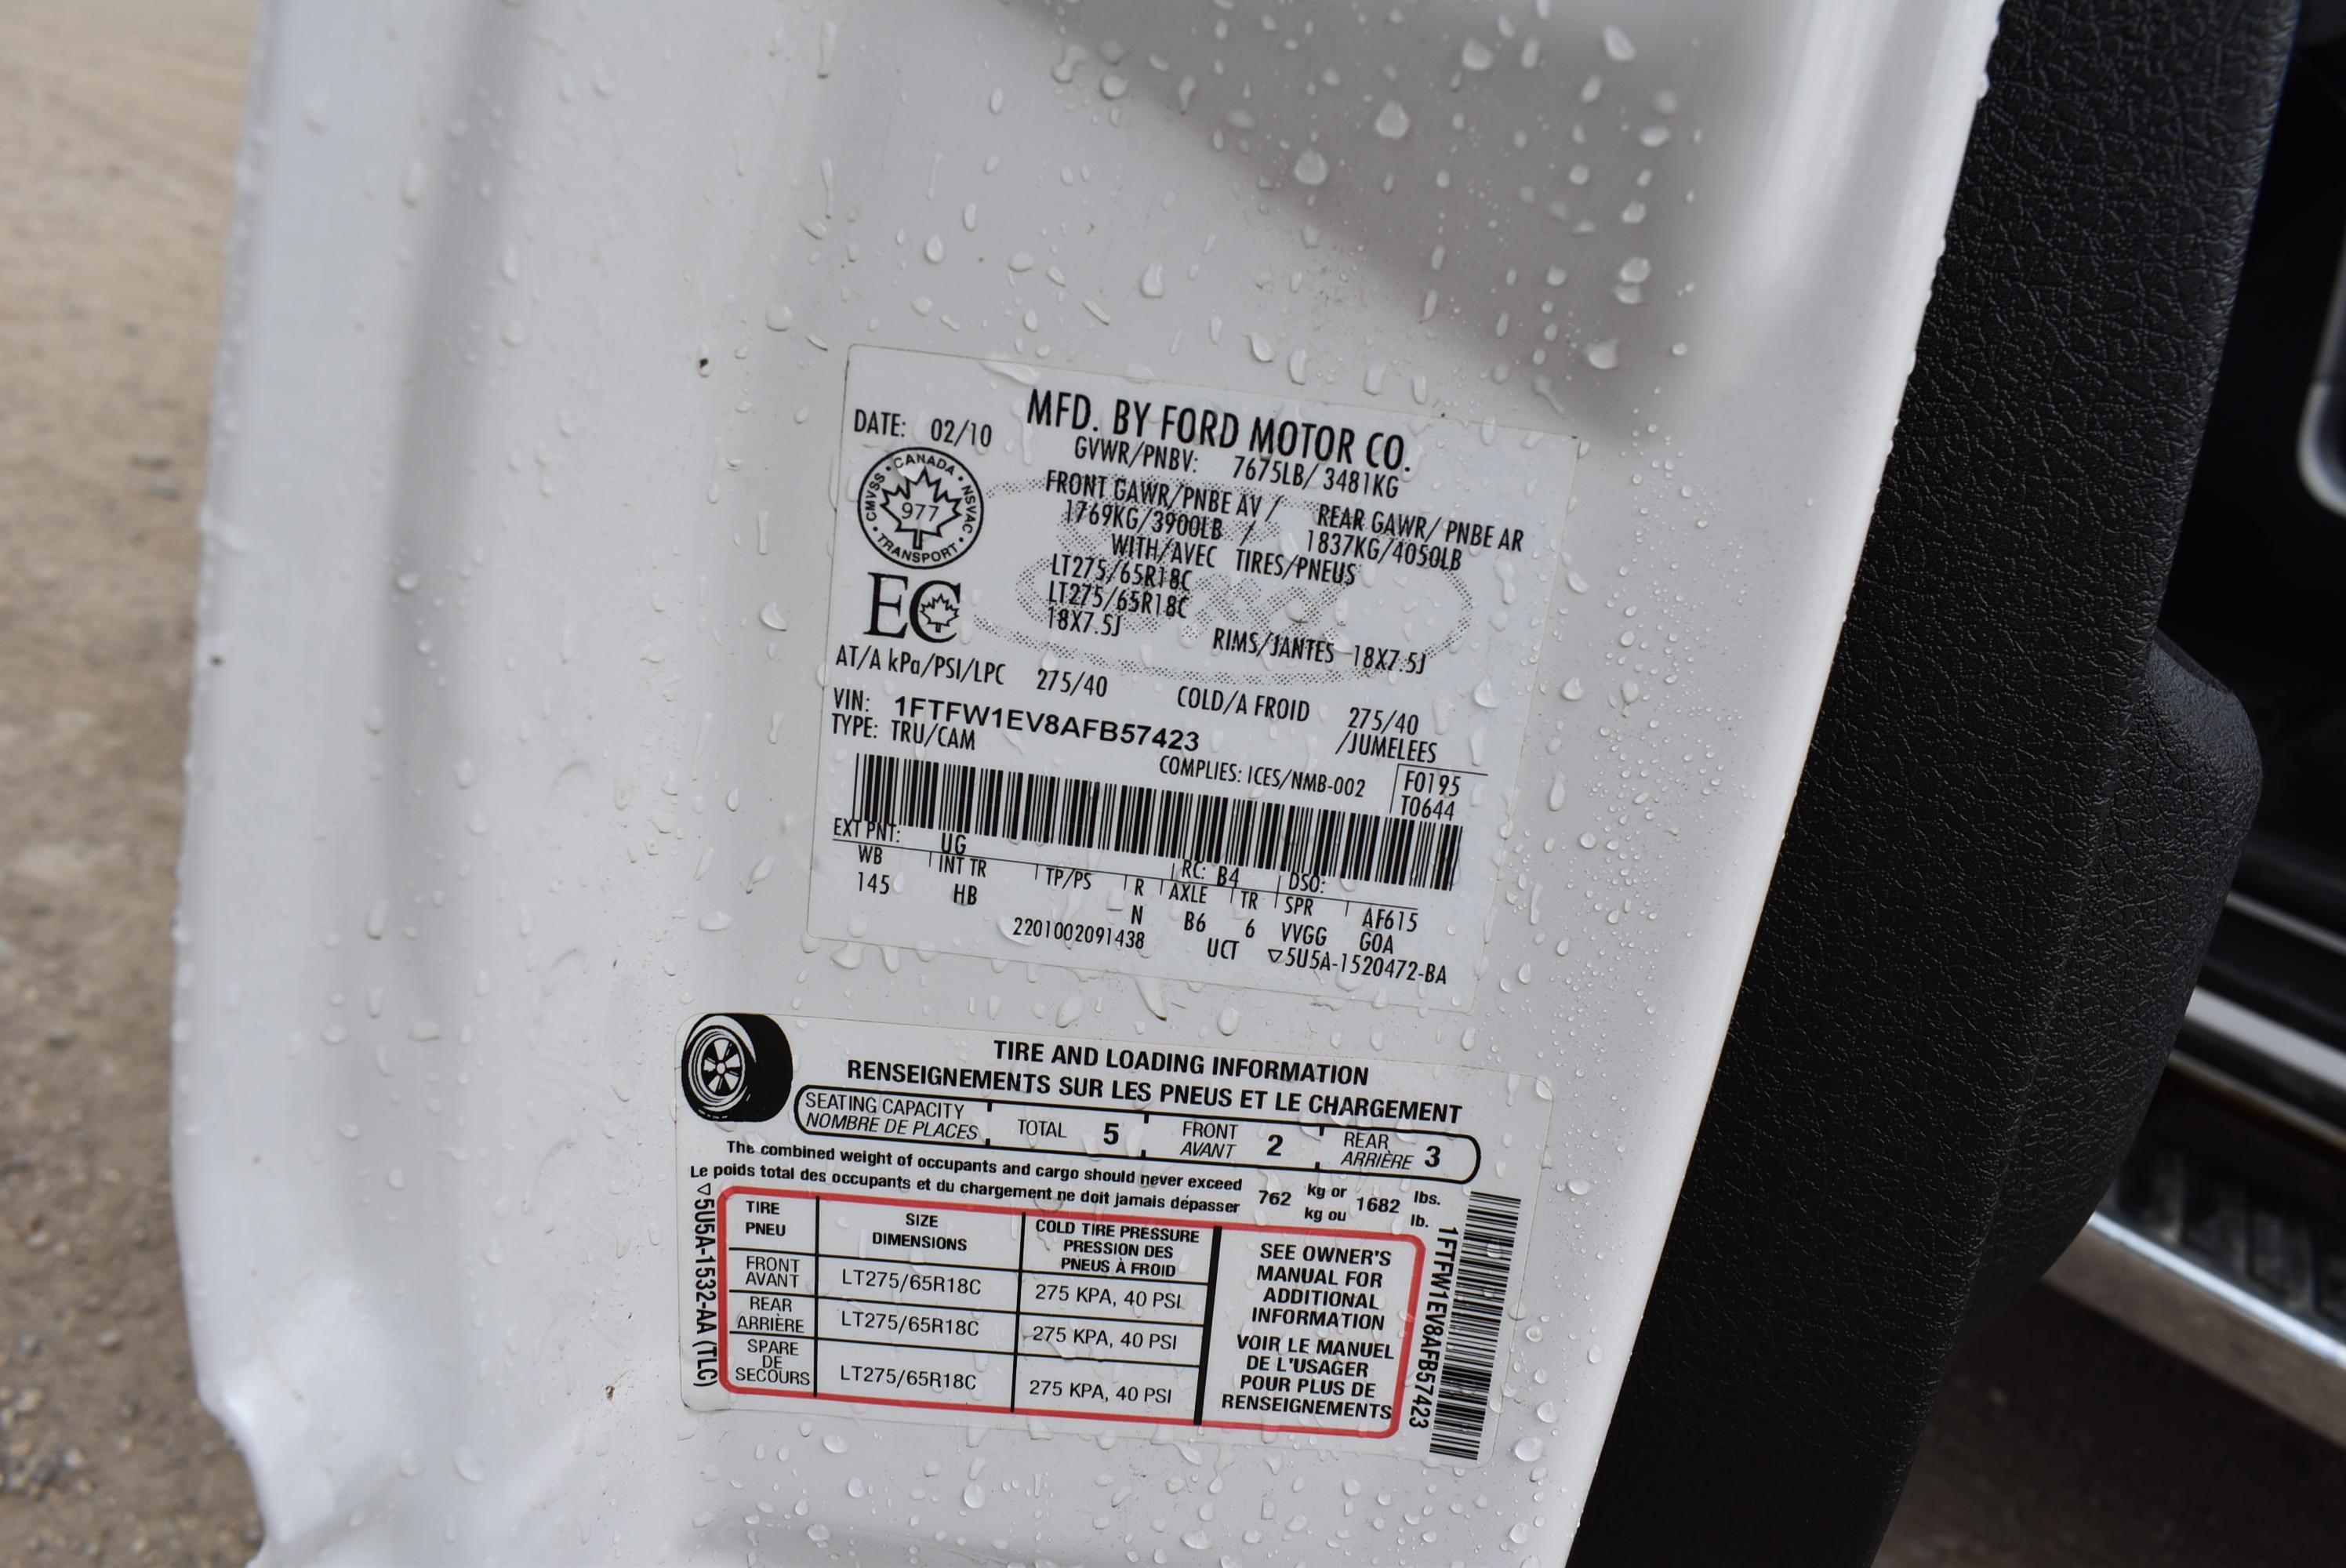 MFD. BY FORD MOTOR CO.
DATE: 02/10
GVWR/PNBV: 7675LB/ 3481KG
FRONT GAWR/PNBE AV / REAR GAWR/ PNBE AR
1769KG/3900LB / 1837KG/4050LB
WITH/AVEC TIRES/PNEUS
LT275/65R18C
LT275/65R18C
18X7.5J RIMS/JANTES 18X7.5J
CANADA
CMVSS 977 NSVAC
TRANSPORT
EC
AT/A kPa/PSI/LPC 275/40 COLD/A FROID 275/40
/JUMELEES
VIN: 1FTFW1EV8AFB57423
TYPE: TRU/CAM
COMPLIES: ICES/NMB-002
F0195
T0644
EXT PNT: UG RC: B4 DSO:
WB INT TR TP/PS R AXLE TR SPR AF615
145 HB N B6 6 VVGG GOA
2201002091438 UCT 5U5A-1520472-BA
TIRE AND LOADING INFORMATION
RENSEIGNEMENTS SUR LES PNEUS ET LE CHARGEMENT
SEATING CAPACITY
NOMBRE DE PLACES
TOTAL 5
FRONT
AVANT 2
REAR
ARRIÈRE 3
The combined weight of occupants and cargo should never exceed
Le poids total des occupants et du chargement ne doit jamais dépasser
762 kg or 1682 lbs.
kg ou lb.
5U5A-1532-AA (TLC)
TIRE
PNEU
SIZE
DIMENSIONS
COLD TIRE PRESSURE
PRESSION DES
PNEUS À FROID
FRONT
AVANT
LT275/65R18C
275 KPA, 40 PSI
REAR
ARRIÈRE
LT275/65R18C
275 KPA, 40 PSI
SPARE
DE
SECOURS
LT275/65R18C
275 KPA, 40 PSI
SEE OWNER'S
MANUAL FOR
ADDITIONAL
INFORMATION
VOIR LE MANUEL
DE L'USAGER
POUR PLUS DE
RENSEIGNEMENTS
1FTFW1EV8AFB57423